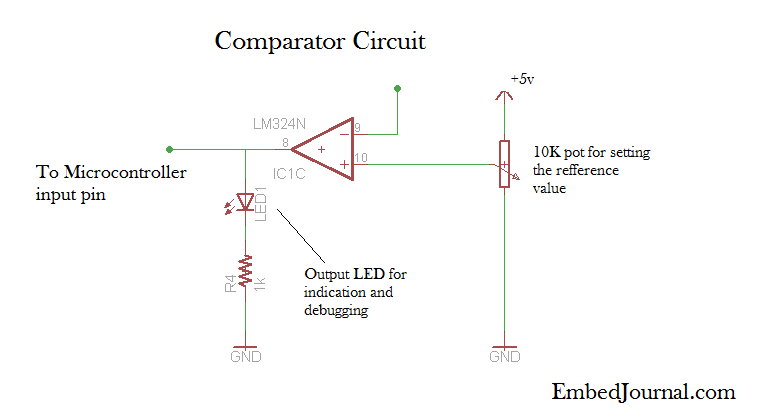 Comparator Circuit
+5v
LM324N
9
8
10
IC1C
10K pot for setting
the refference
value
To Microcontroller
input pin
LED1
Output LED for
indication and
debugging
R4
1k
GND
GND
EmbedJournal.com